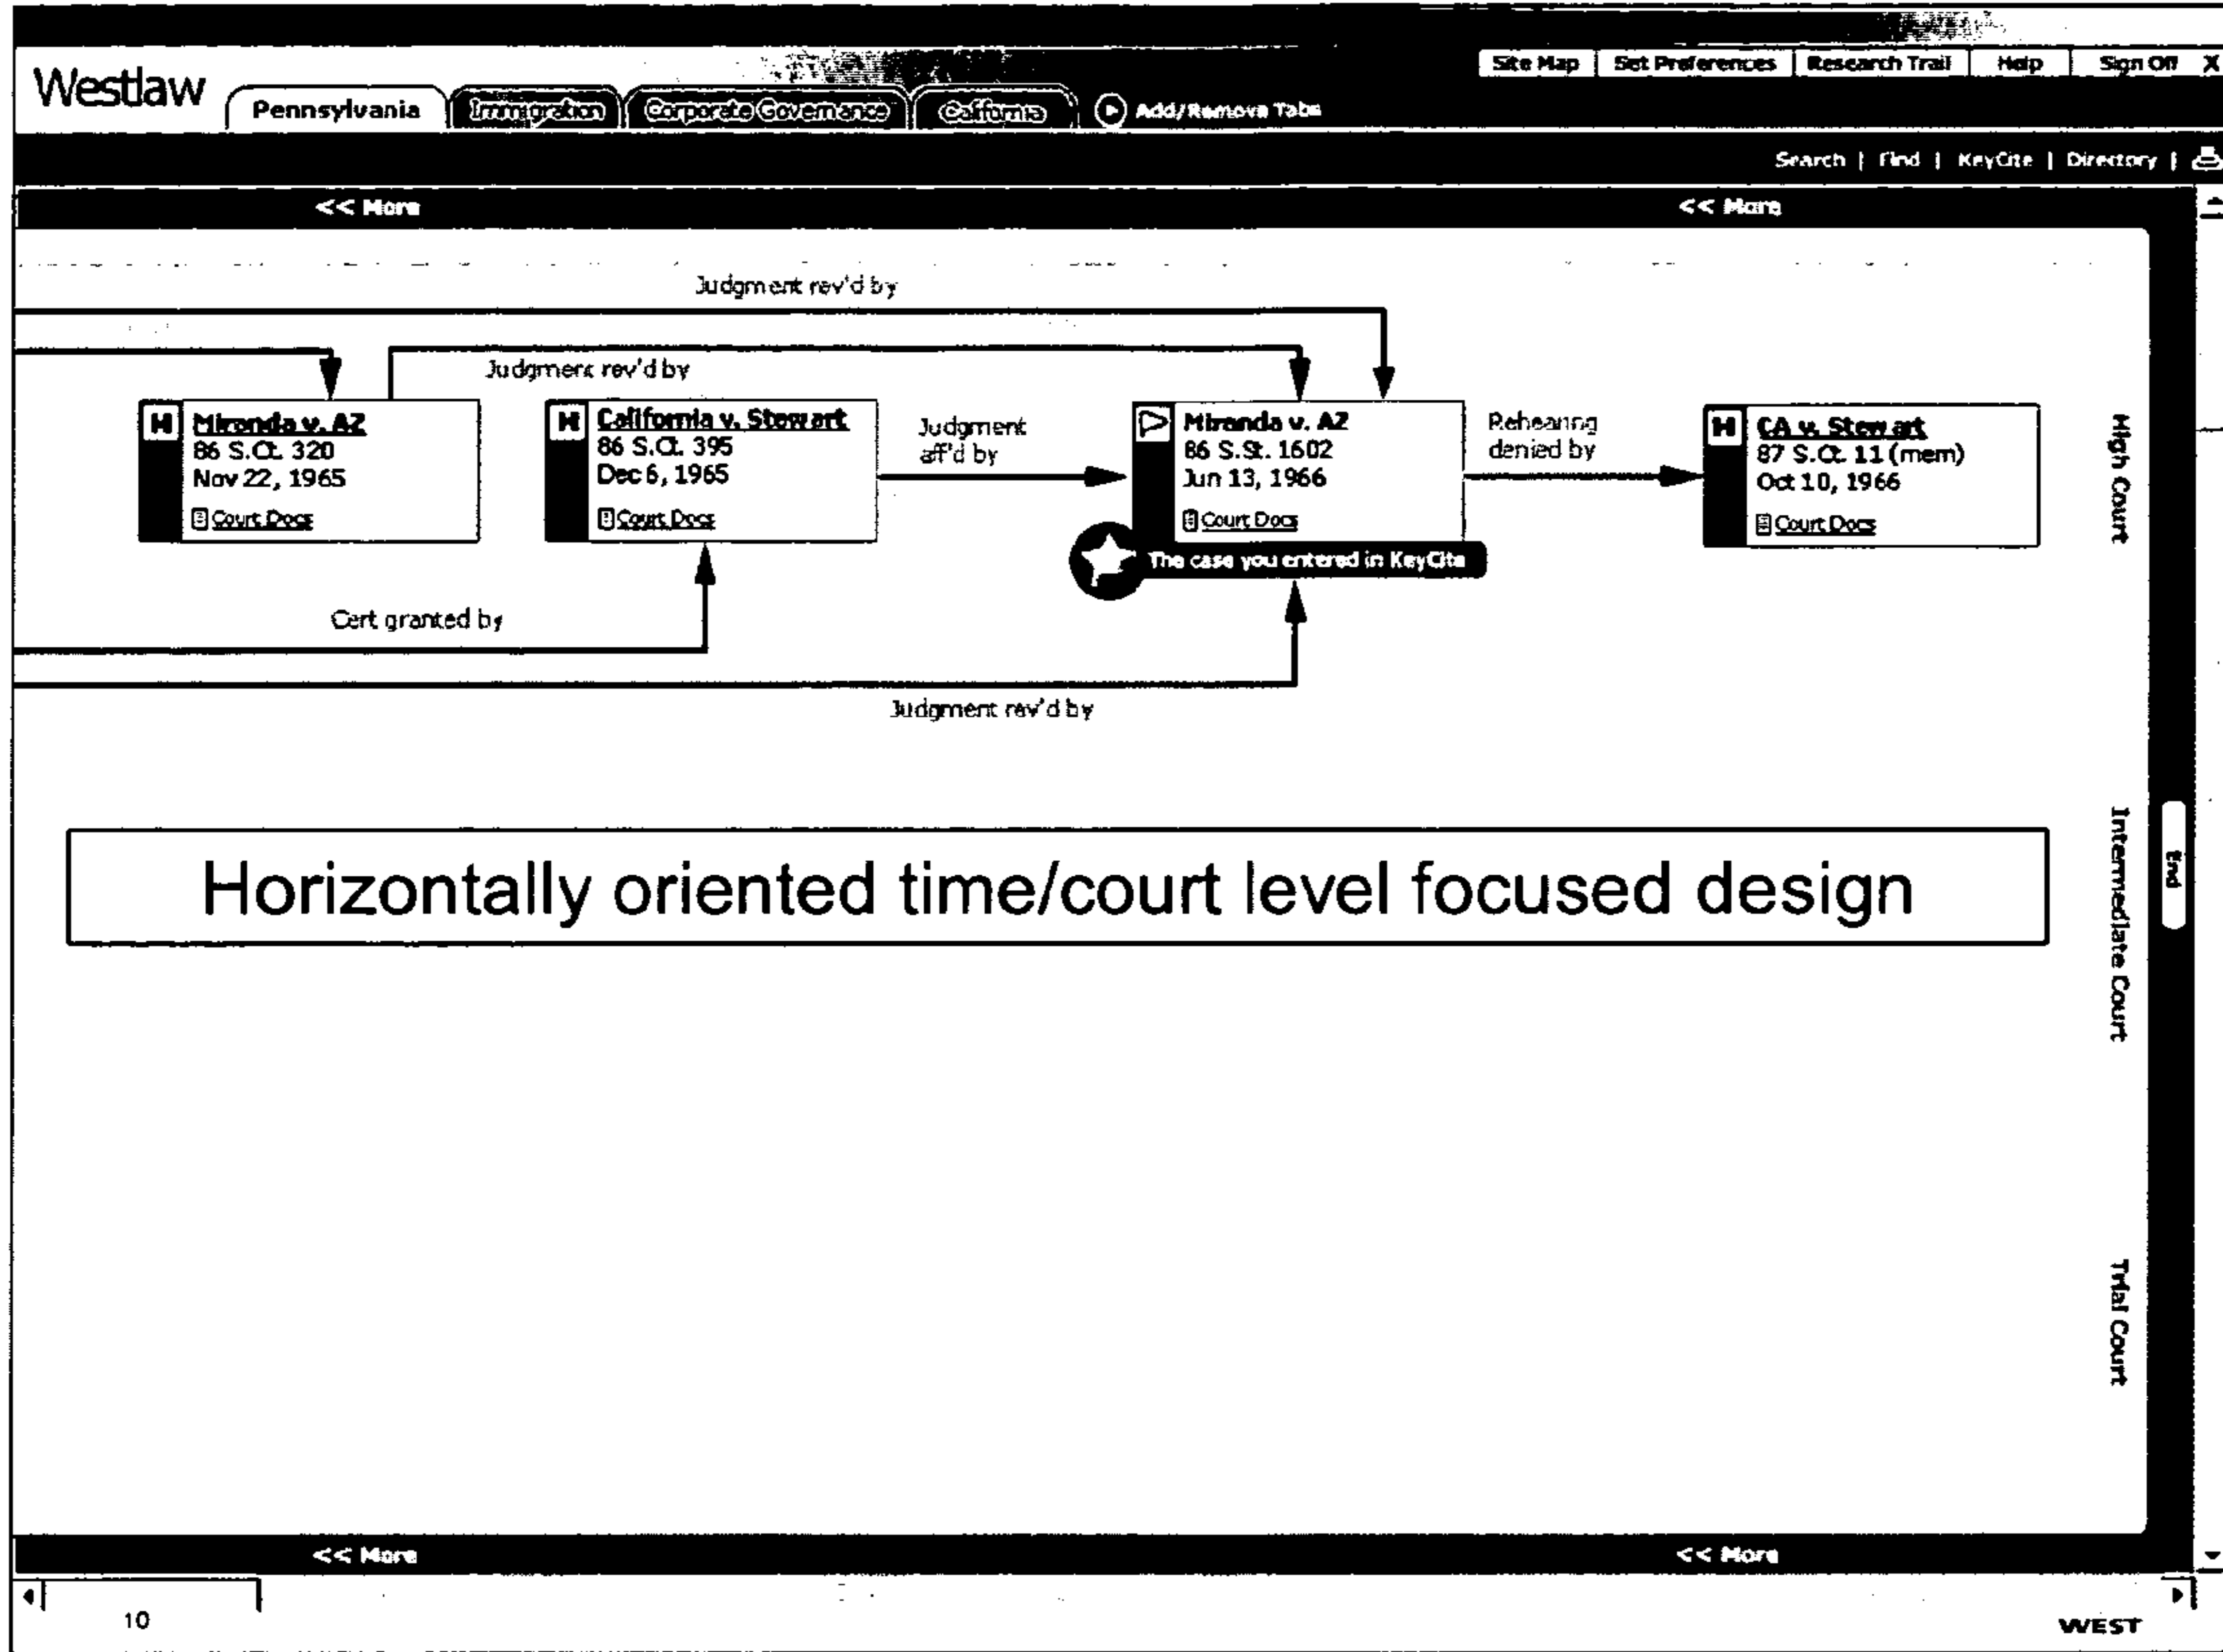 Site Map | Set Preferences | Research Trail | Help | Sign Off X
Westlaw
Pennsylvania Immigration Corporate Governance California Add/Remove Tabs
Search | Find | KeyCite | Directory |
<< More << More
Judgment rev'd by
Judgment rev'd by
H Miranda v. AZ
86 S.Ct. 320
Nov 22, 1965
Court Docs
H California v. Stewart
86 S.Ct. 395
Dec 6, 1965
Court Docs
Judgment
aff'd by
Miranda v. AZ
86 S.St. 1602
Jun 13, 1966
Court Docs
The case you entered in KeyCite
Rehearing
denied by
H CA v. Stewart
87 S.Ct. 11 (mem)
Oct 10, 1966
Court Docs
High Court
Cert granted by
Judgment rev'd by
Horizontally oriented time/court level focused design
Intermediate Court
End
Trial Court
<< More << More
10
WEST